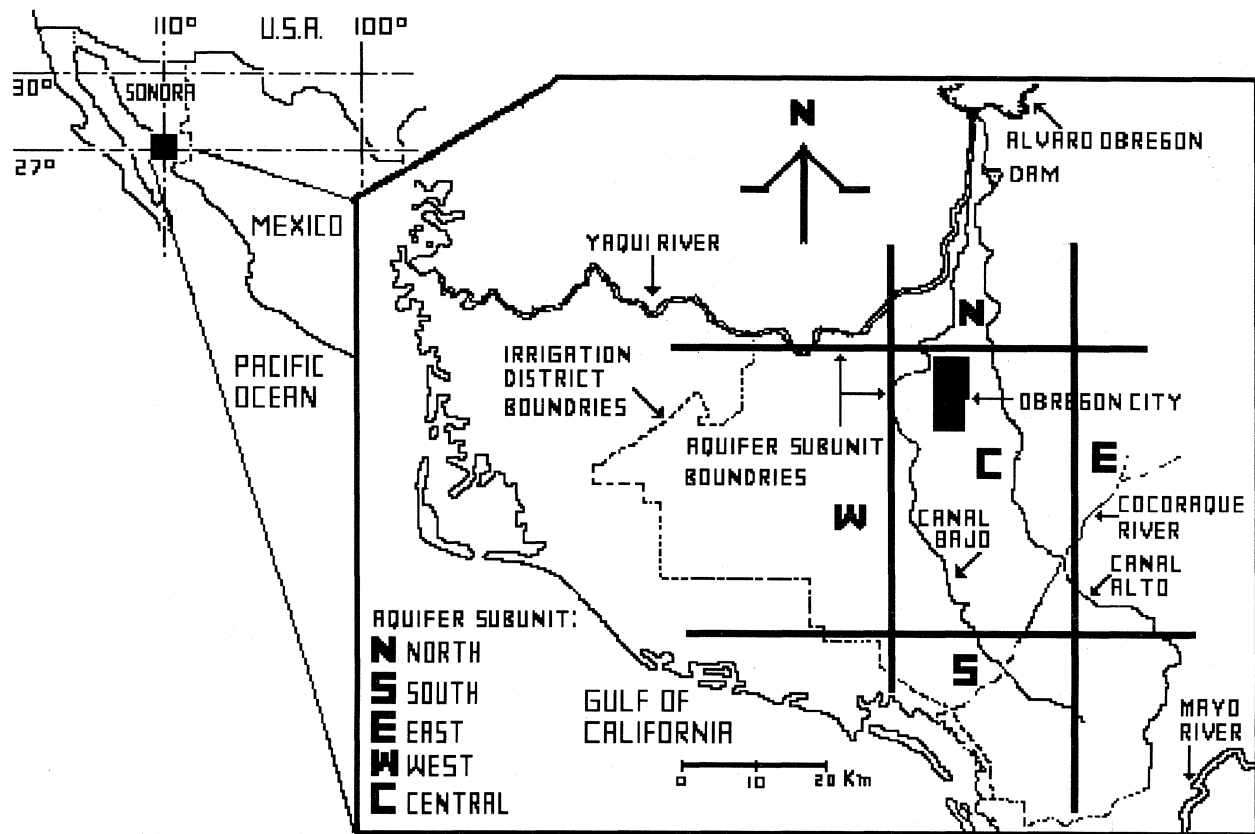 110°
U.S.A.
100°
30°
SONORA
27°
MEXICO
PACIFIC
OCEAN
N
ALVARO OBREGON
DAM
YAQUI RIVER
N
IRRIGATION
DISTRICT
BOUNDRIES
OBREGON CITY
AQUIFER SUBUNIT
BOUNDRIES
C
E
W
CANAL
BAJO
COCORAQUE
RIVER
CANAL
ALTO
S
AQUIFER SUBUNIT:
N NORTH
S SOUTH
E EAST
W WEST
C CENTRAL
GULF OF
CALIFORNIA
0 10 20 Km
MAYO
RIVER